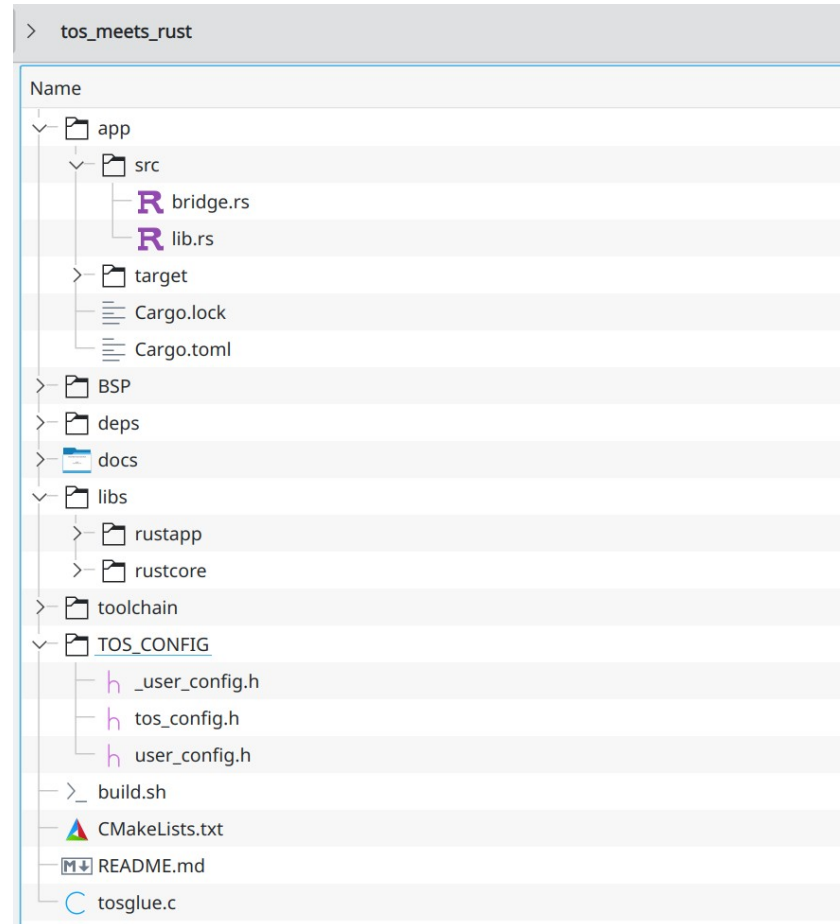 tos_meets_rust
Name
app
src
R bridge.rs
R lib.rs
target
Cargo.lock
Cargo.toml
BSP
deps
docs
libs
rustapp
rustcore
toolchain
TOS_CONFIG
h _user_config.h
h tos_config.h
h user_config.h
>_ build.sh
CMakeLists.txt
M↓ README.md
C tosglue.c